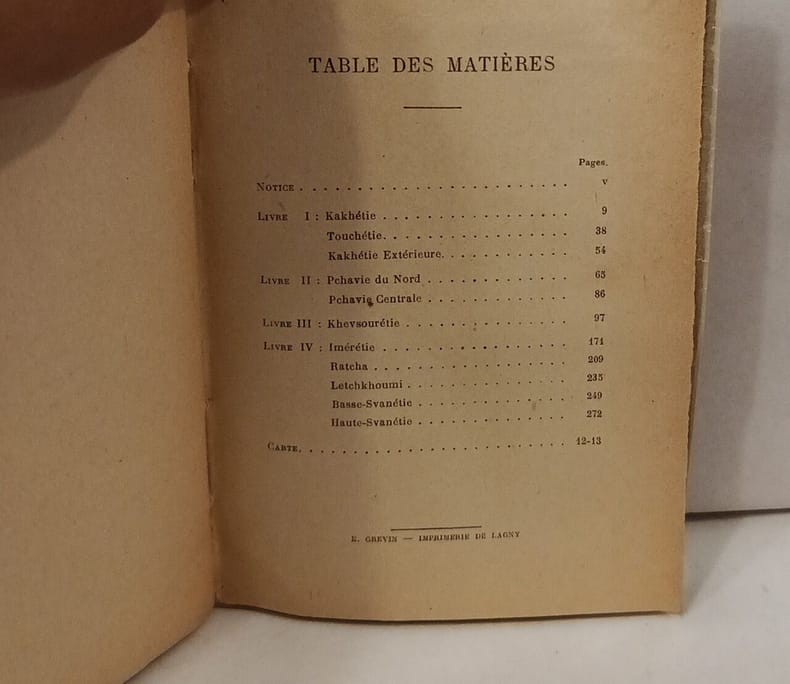 TABLE DES MATIÈRES
Pages.
NOTICE . . . . . . . . . . . . . . . . . . . . . . . . v
LIVRE I : Kakhétie . . . . . . . . . . . . . . . . . 9
Touchétie. . . . . . . . . . . . . . . . . 38
Kakhétie Extérieure. . . . . . . . . . . . 54
LIVRE II : Pchavie du Nord . . . . . . . . . . . . . 65
Pchavie Centrale . . . . . . . . . . . . . 86
LIVRE III : Khevsourétie . . . . . . . . . . . . . . . 97
LIVRE IV : Imérétie . . . . . . . . . . . . . . . . . 171
Ratcha . . . . . . . . . . . . . . . . . . 209
Letchkhoumi . . . . . . . . . . . . . . . 235
Basse-Svanétie . . . . . . . . . . . . . . 249
Haute-Svanétie . . . . . . . . . . . . . . 272
CARTE. . . . . . . . . . . . . . . . . . . . . . . . 12-13
E. GREVIN — IMPRIMERIE DE LAGNY